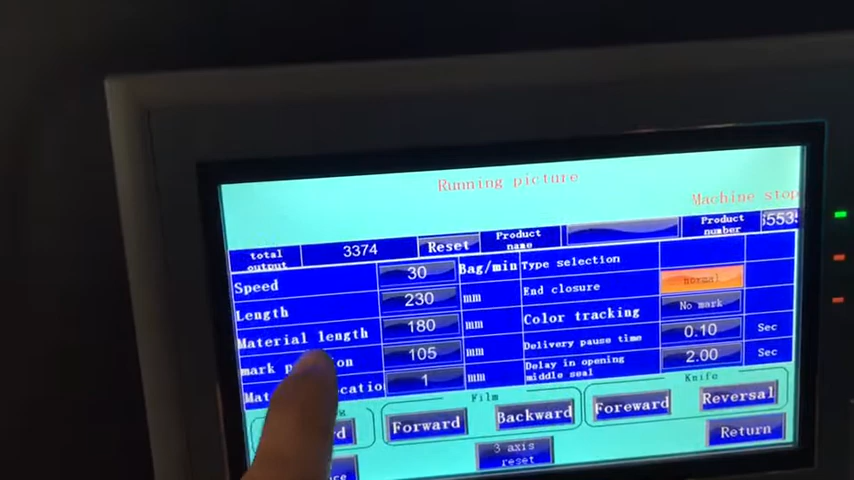 Running picture
Machine stop
total output 3374 Reset Product name Product number
Speed 30 Bag/min Type selection
Length 230 mm End closure normal
Material length 180 mm Color tracking No mark
mark 105 mm Delivery pause time 0.10 Sec
1 mm Delay in opening middle seal 2.00 Sec
Film Knife
Forward Backward Foreward Reversal
3 axis reset Return